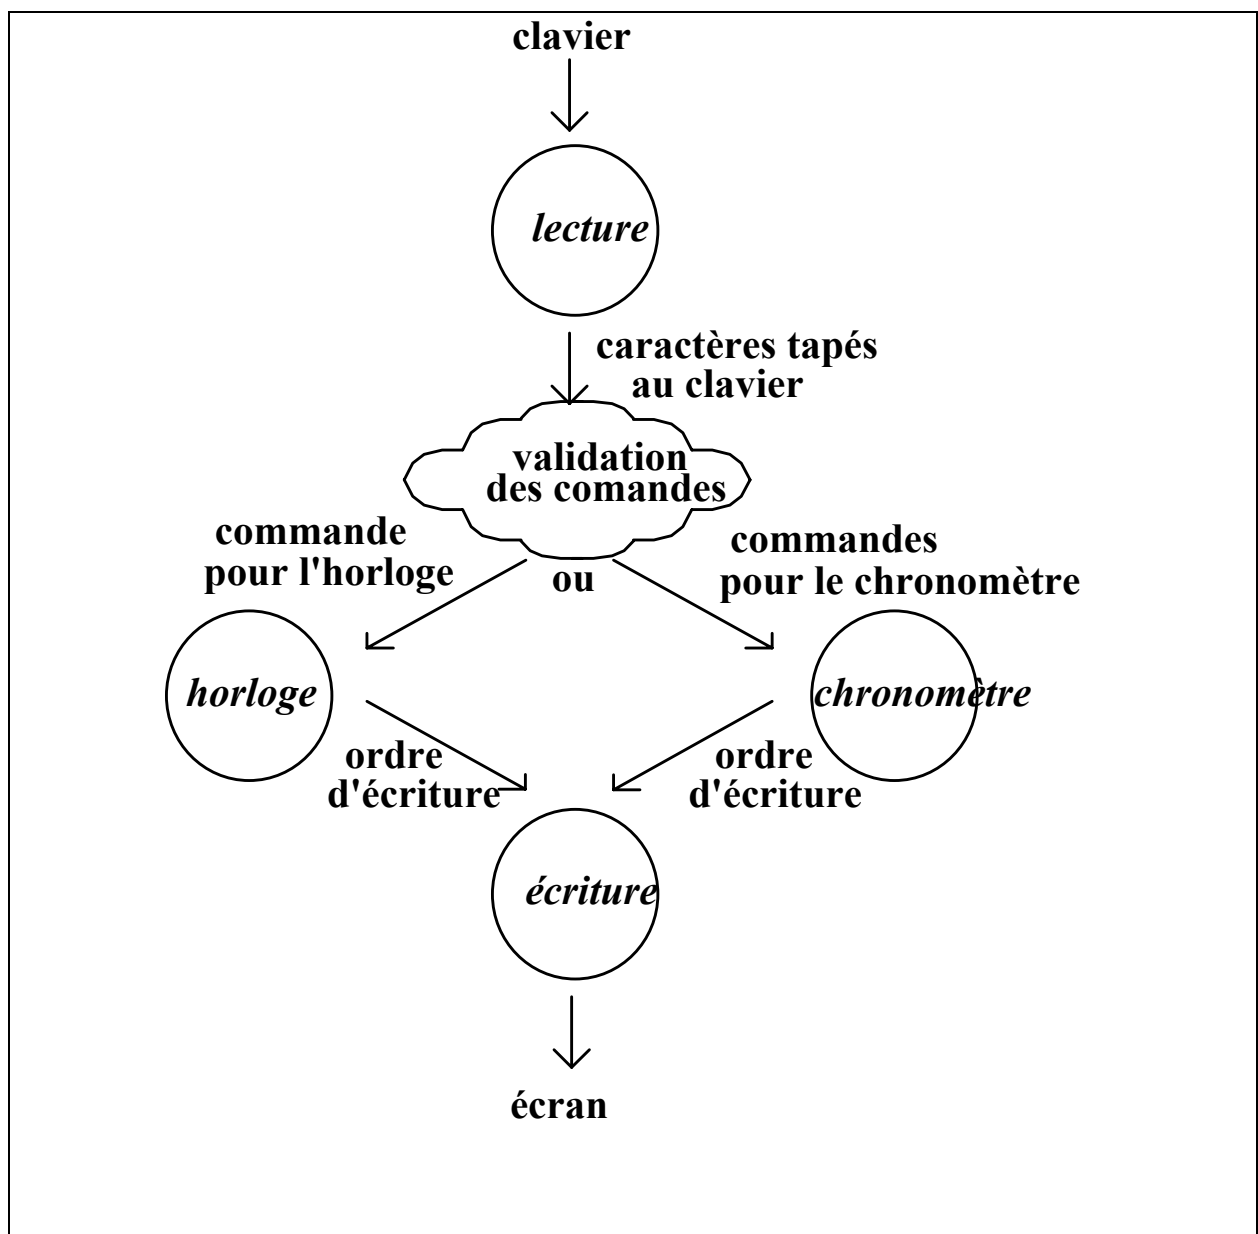 clavier
lecture
caractères tapés
au clavier
validation
des comandes
commande
pour l'horloge
ou
commandes
pour le chronomètre
horloge
chronomètre
ordre
d'écriture
ordre
d'écriture
écriture
écran